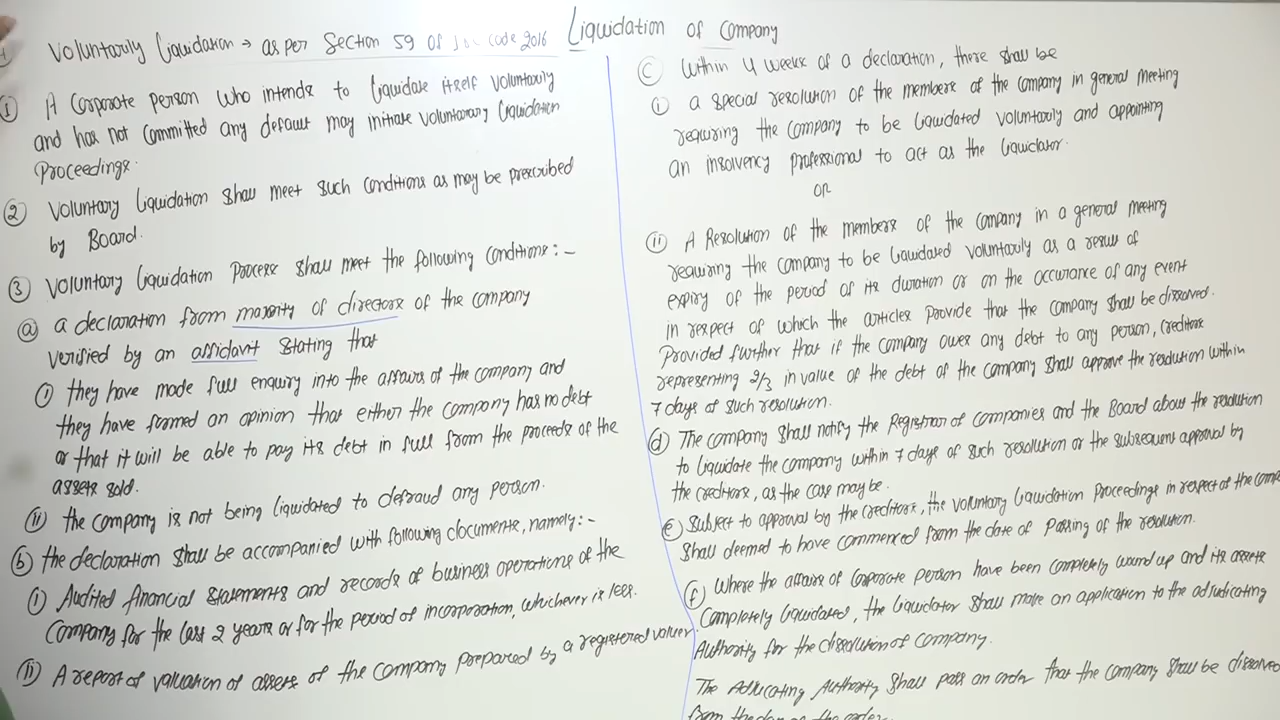 Liquidation of Company
Voluntarily Liquidation → as per Section 59 of code 2016
① A Corporate person who intends to liquidate itself voluntarily
and has not committed any default may initiate voluntarary liquidation
proceedings.
② Voluntary liquidation shall meet such conditions as may be prescribed
by Board.
③ Voluntary liquidation process shall meet the following conditions:-
ⓐ a declaration from majority of directors of the company
verified by an affidavit stating that
ⓘ they have made full enquiry into the affairs of the company and
they have formed an opinion that either the company has no debt
or that it will be able to pay its debt in full from the proceeds of the
assets sold.
(ii) the company is not being liquidated to defraud any person.
ⓑ the declaration shall be accompanied with following documents, namely:-
ⓘ Audited financial statements and records of business operations of the
Company for the last 2 years or for the period of incorporation, whichever is less.
(ii) A report of valuation of assets of the company prepared by a registered valuer.
Ⓒ Within 4 weeks of a declaration, there shall be
ⓘ a special resolution of the members of the company in general meeting
requiring the company to be liquidated voluntarily and appointing
an insolvency professional to act as the liquidator.
OR
(ii) A Resolution of the members of the company in a general meeting
requiring the company to be liquidated voluntarily as a result of
expiry of the period of its duration or on the occurance of any event
in respect of which the articles provide that the company shall be dissolved.
Provided further that if the company owes any debt to any person, creditors
representing 2/3 in value of the debt of the company shall approve the resolution within
7 days of such resolution.
ⓓ The company shall notify the Registrar of companies and the Board about the resolution
to liquidate the company within 7 days of such resolution or the subsequent approval by
the creditors, as the case may be.
ⓔ Subject to approval by the creditors, the voluntary liquidation proceedings in respect of the comp
shall deemed to have commenced from the date of passing of the resolution.
ⓕ Where the affairs of corporate person have been completely wound up and its assets
Completely liquidated, the liquidator shall make an application to the adjudicating
Authority for the dissolution of company.
The Adjucating Authority shall pass an order that the company shall be dissolved